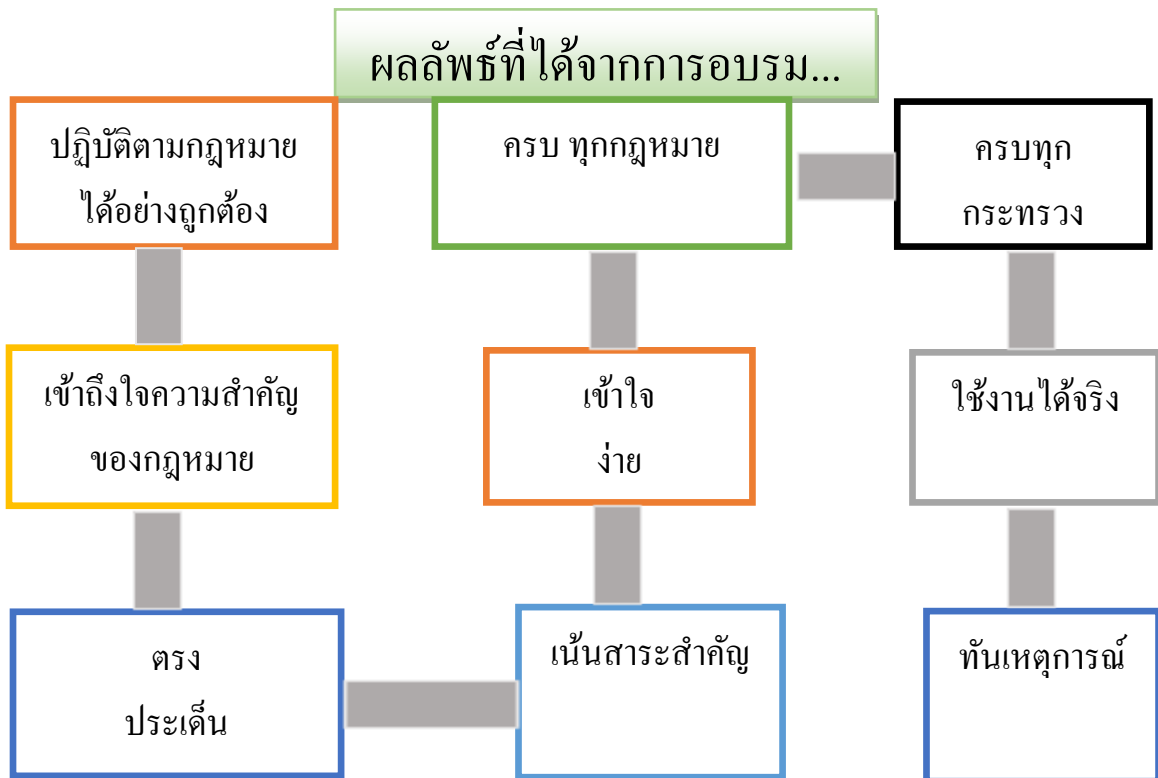 ผลลัพธ์ที่ได้จากการอบรม...
ปฏิบัติตามกฎหมาย
ได้อย่างถูกต้อง
ครบ ทุกกฎหมาย
ครบทุก
กระทรวง
เข้าถึงใจความสำคัญ
ของกฎหมาย
เข้าใจ
ง่าย
ใช้งานได้จริง
ตรง
ประเด็น
เน้นสาระสำคัญ
ทันเหตุการณ์